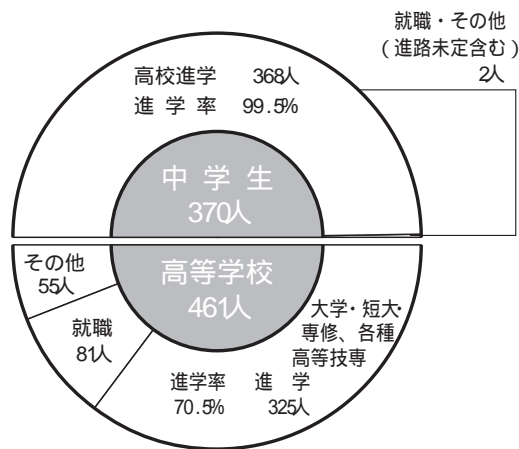 就職・その他
(進路未定含む)
2人
高校進学 368人
進学率 99.5%
中学生
370人
高等学校
461人
その他
55人
就職
81人
大学・短大・
専修、各種
高等技専
進学率 進学
70.5% 325人